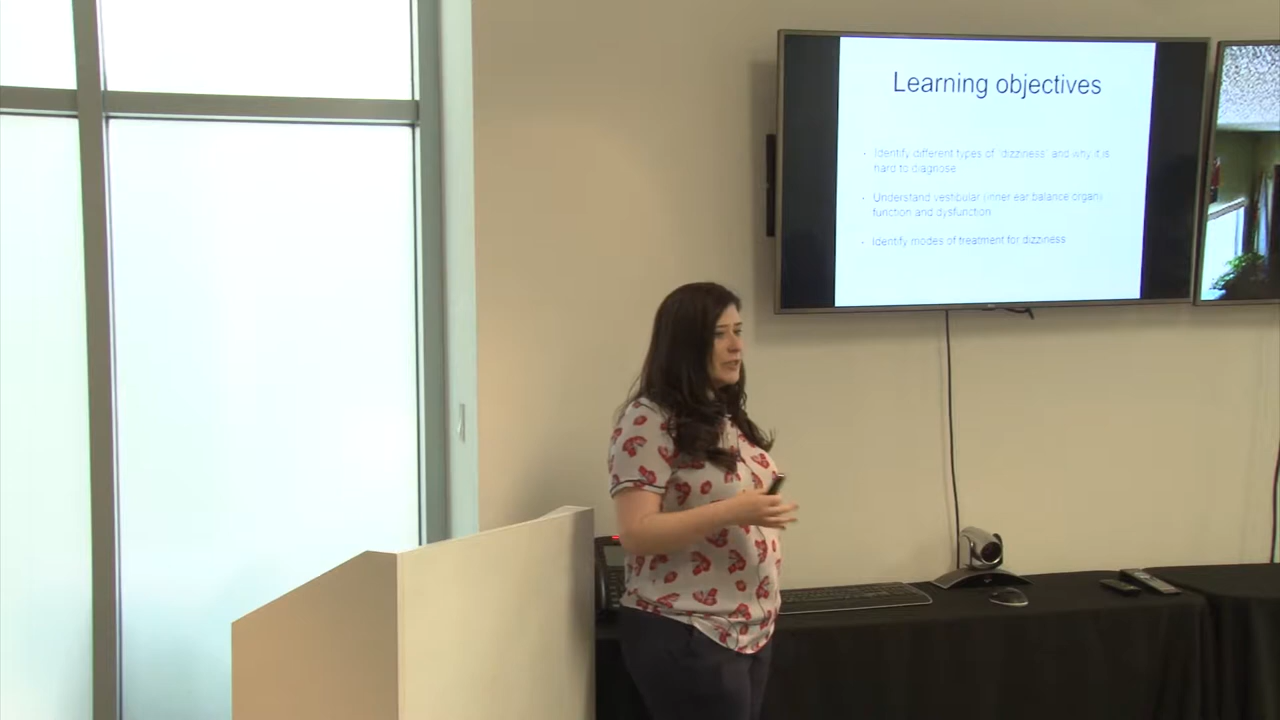 Learning objectives
• Identify different types of "dizziness" and why it is
hard to diagnose
• Understand vestibular (inner ear balance organ)
function and dysfunction
• Identify modes of treatment for dizziness